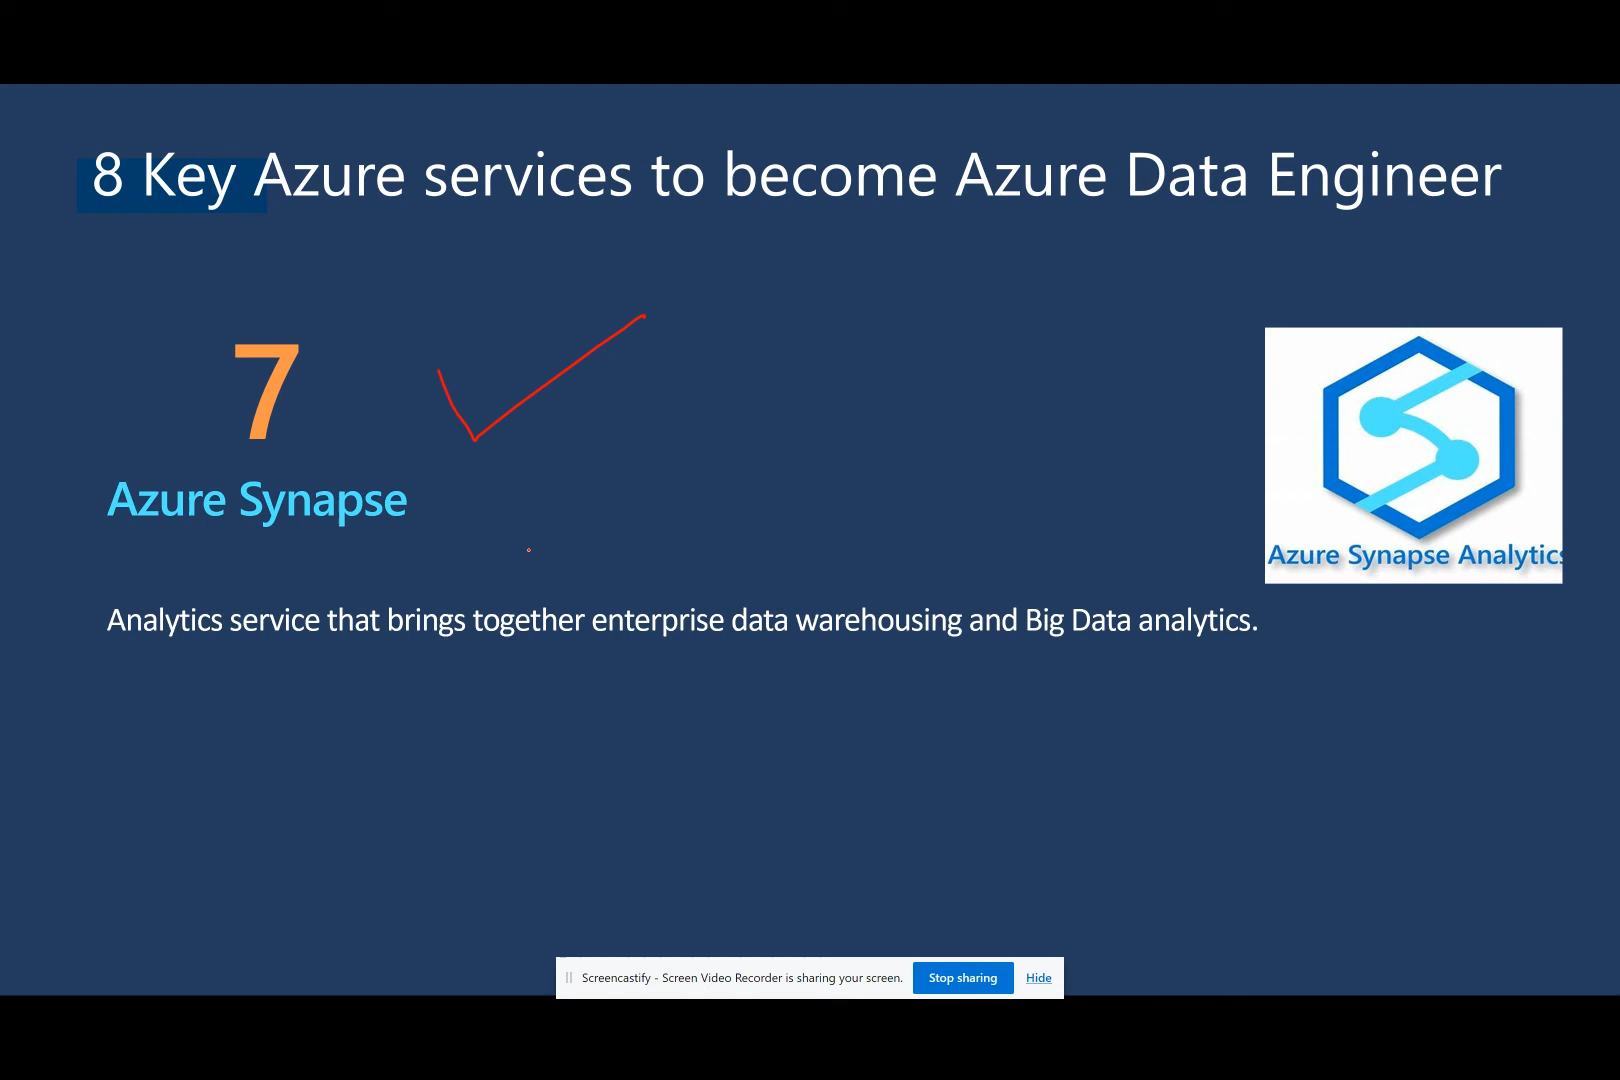 8 Key Azure services to become Azure Data Engineer
7
Azure Synapse
Azure Synapse Analytics
Analytics service that brings together enterprise data warehousing and Big Data analytics.
Screencastify - Screen Video Recorder is sharing your screen. Stop sharing Hide